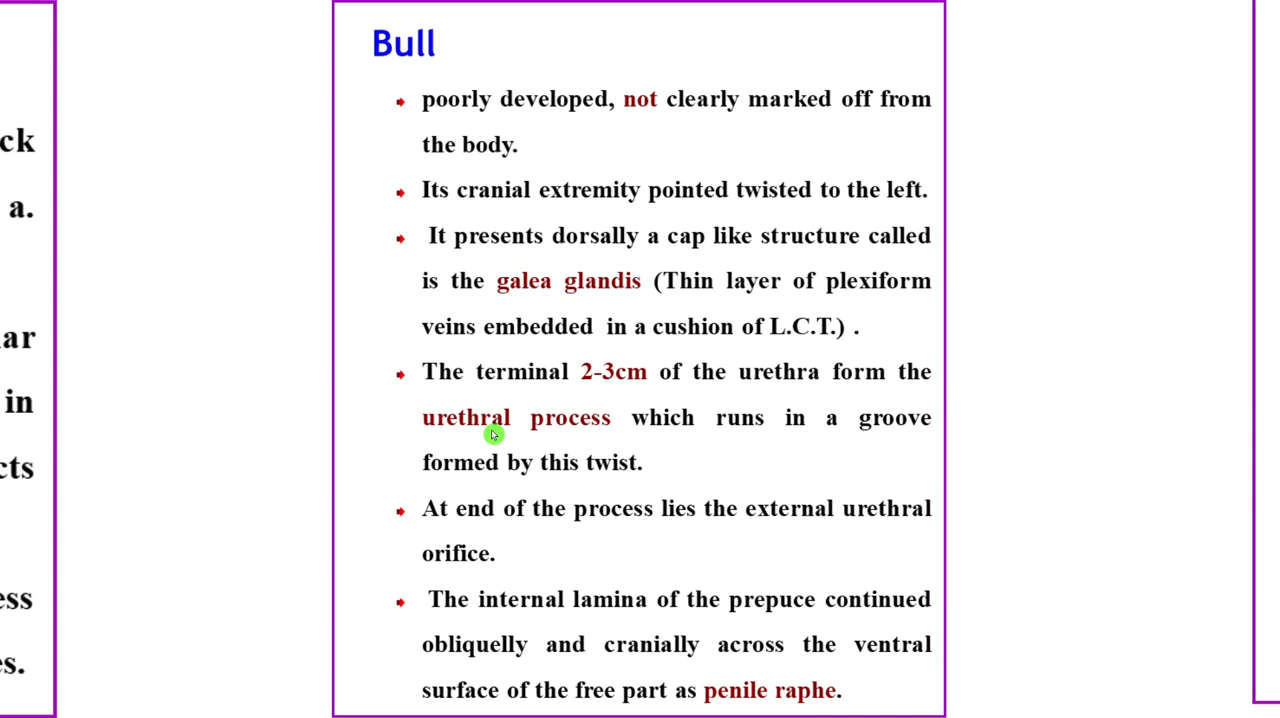 Bull
poorly developed, not clearly marked off from
the body.
Its cranial extremity pointed twisted to the left.
It presents dorsally a cap like structure called
is the galea glandis (Thin layer of plexiform
veins embedded in a cushion of L.C.T.) .
The terminal 2-3cm of the urethra form the
urethral process which runs in a groove
formed by this twist.
At end of the process lies the external urethral
orifice.
The internal lamina of the prepuce continued
obliquelly and cranially across the ventral
surface of the free part as penile raphe.
a.
in